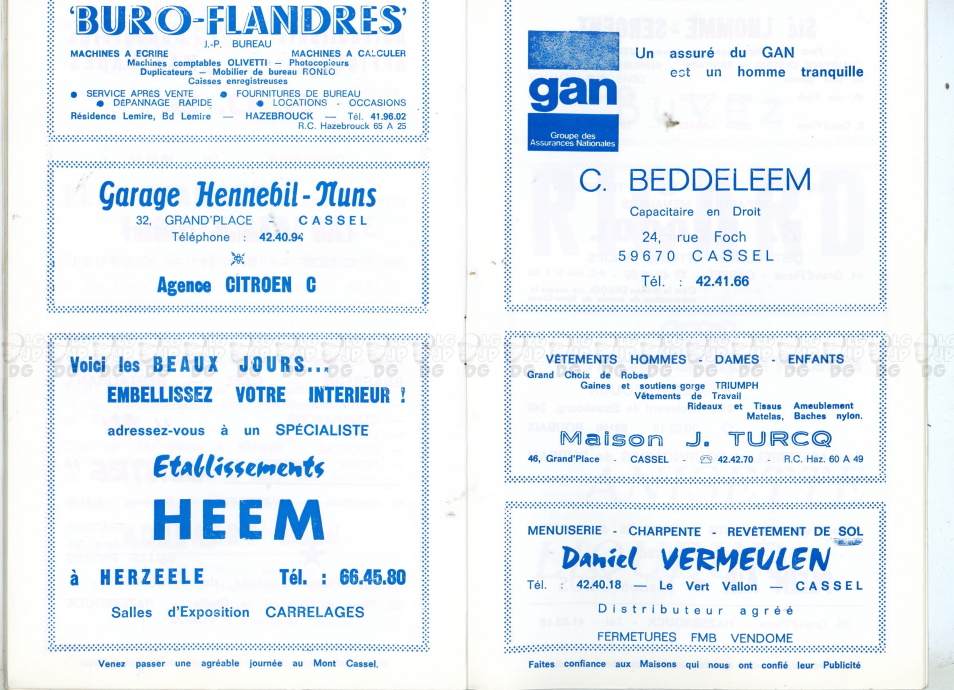 'BURO-FLANDRES'
J.-P. BUREAU
MACHINES A ECRIRE MACHINES A CALCULER
Machines comptables OLIVETTI — Photocopieurs
Duplicateurs — Mobilier de bureau RONEO
Caisses enregistreuses
● SERVICE APRÈS VENTE ● FOURNITURES DE BUREAU
● DÉPANNAGE RAPIDE ● LOCATIONS - OCCASIONS
Résidence Lemire, Bd Lemire — HAZEBROUCK — Tél. 41.96.02
R.C. Hazebrouck 65 A 25
Garage Hennebil-Nuns
32, GRAND'PLACE - CASSEL
Téléphone : 42.40.94
Agence CITROEN C
Voici les BEAUX JOURS...
EMBELLISSEZ VOTRE INTERIEUR !
adressez-vous à un SPÉCIALISTE
Etablissements
HEEM
à HERZEELE Tél. : 66.45.80
Salles d'Exposition CARRELAGES
Venez passer une agréable journée au Mont Cassel.
Un assuré du GAN
est un homme tranquille
gan
Groupe des
Assurances Nationales
C. BEDDELEEM
Capacitaire en Droit
24, rue Foch
59670 CASSEL
Tél. : 42.41.66
VÊTEMENTS HOMMES - DAMES - ENFANTS
Grand Choix de Robes
Gaines et soutiens gorge TRIUMPH
Vêtements de Travail
Rideaux et Tissus Ameublement
Matelas, Baches nylon.
Maison J. TURCQ
46, Grand'Place CASSEL - ☏ 42.42.70 - R.C. Haz. 60 A 49
MENUISERIE - CHARPENTE - REVÊTEMENT DE SOL
Daniel VERMEULEN
Tél. : 42.40.18 — Le Vert Vallon — CASSEL
Distributeur agréé
FERMETURES FMB VENDOME
Faites confiance aux Maisons qui nous ont confié leur Publicité